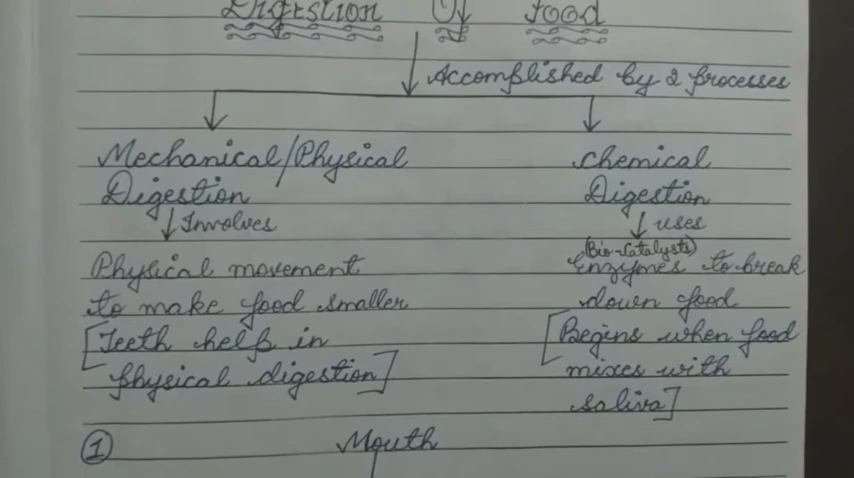 Digestion Of Food
Accomplished by 2 processes
Mechanical/Physical Digestion
Involves
Physical movement
to make food smaller
[Teeth help in
physical digestion]
chemical
Digestion
uses
(Bio-Catalysts)
Enzymes to break
down food
[Begins when food
mixes with
saliva]
① Mouth